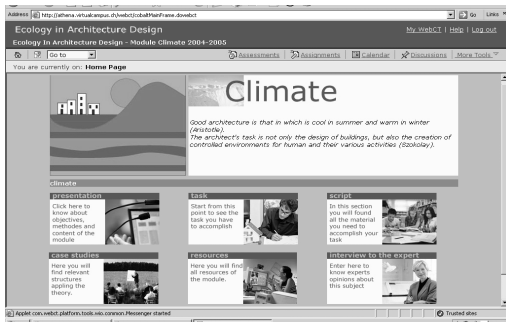 Address http://athena.virtualcampus.ch/webct/cobaltMainFrame.dowebct Go Links
Ecology in Architecture Design
My WebCT | Help | Log out
Ecology In Architecture Design - Module Climate 2004-2005
Go to Assessments Assignments Calendar Discussions More Tools
You are currently on: Home Page
Climate
Good architecture is that in which is cool in summer and warm in winter
(Aristotle).
The architect's task is not only the design of buildings, but also the creation of
controlled environments for human and their various activities (Szokolay).
climate
presentation
Click here to
know about
objectives,
methodes and
content of the
module
task
Start from this
point to see the
task you have
to accomplish
script
In this section
you will found
all the material
you need to
accomplish your
task
case studies
Here you will
find relevant
structures
appling the
theory.
resources
Here you will find
all resources of
the module.
interview to the expert
Enter here to
know experts
opinions about
this subject
Applet com.webct.platform.tools.wio.common.Messenger started
Trusted sites